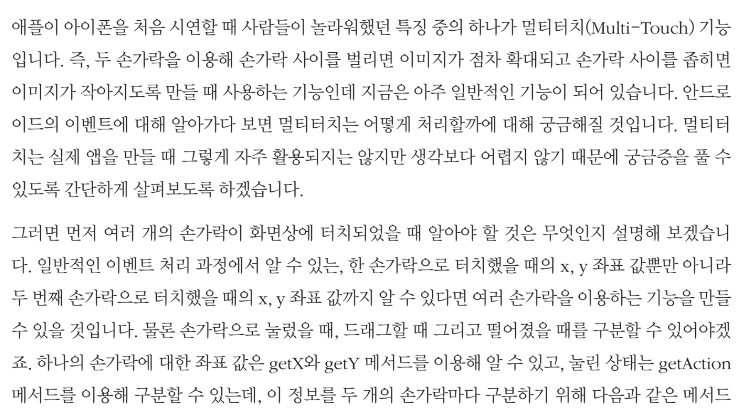 애플이 아이폰을 처음 시연할 때 사람들이 놀라워했던 특징 중의 하나가 멀티터치(Multi-Touch) 기능
입니다. 즉, 두 손가락을 이용해 손가락 사이를 벌리면 이미지가 점차 확대되고 손가락 사이를 좁히면
이미지가 작아지도록 만들 때 사용하는 기능인데 지금은 아주 일반적인 기능이 되어 있습니다. 안드로
이드의 이벤트에 대해 알아가다 보면 멀티터치는 어떻게 처리할까에 대해 궁금해질 것입니다. 멀티터
치는 실제 앱을 만들 때 그렇게 자주 활용되지는 않지만 생각보다 어렵지 않기 때문에 궁금증을 풀 수
있도록 간단하게 살펴보도록 하겠습니다.
그러면 먼저 여러 개의 손가락이 화면상에 터치되었을 때 알아야 할 것은 무엇인지 설명해 보겠습니
다. 일반적인 이벤트 처리 과정에서 알 수 있는, 한 손가락으로 터치했을 때의 x, y 좌표 값뿐만 아니라
두 번째 손가락으로 터치했을 때의 x, y 좌표 값까지 알 수 있다면 여러 손가락을 이용하는 기능을 만들
수 있을 것입니다. 물론 손가락으로 눌렀을 때, 드래그할 때 그리고 떨어졌을 때를 구분할 수 있어야겠
죠. 하나의 손가락에 대한 좌표 값은 getX와 getY 메서드를 이용해 알 수 있고, 눌린 상태는 getAction
메서드를 이용해 구분할 수 있는데, 이 정보를 두 개의 손가락마다 구분하기 위해 다음과 같은 메서드